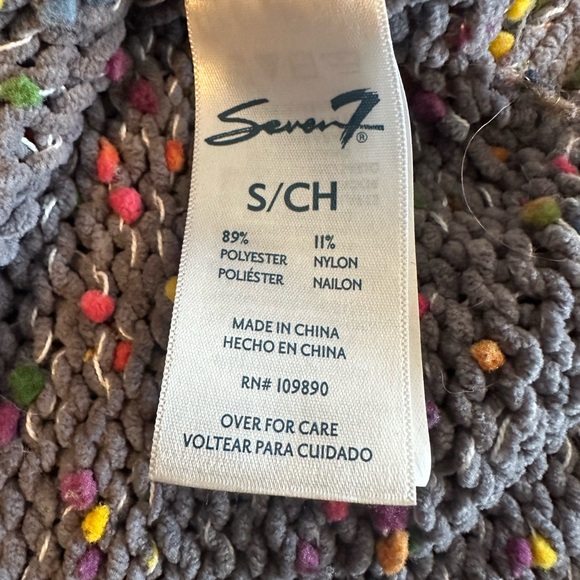 Seven7®
S/CH
89% 11%
POLYESTER NYLON
POLIÉSTER NAILON
MADE IN CHINA
HECHO EN CHINA
RN# 109890
OVER FOR CARE
VOLTEAR PARA CUIDADO